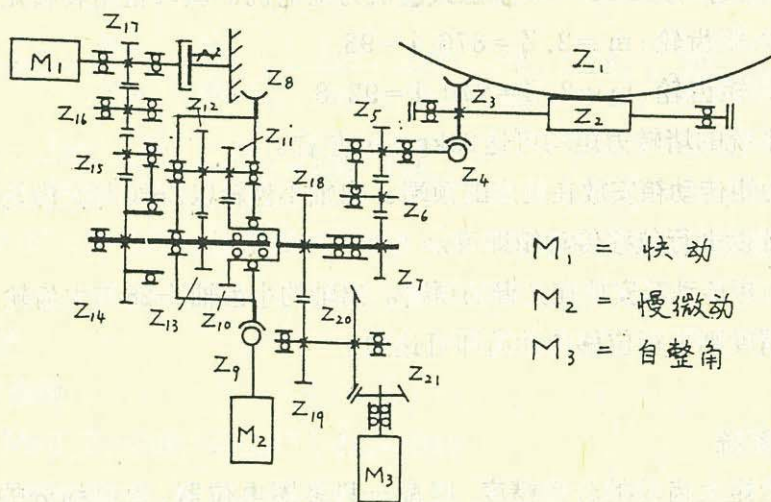 Z₁₇
M₁
Z₁₆
Z₁₅
Z₁₄
Z₁₂
Z₈
Z₁₁
Z₁₃
Z₁₀
Z₉
M₂
Z₁₈
Z₁₉
Z₂₀
Z₂₁
M₃
Z₅
Z₆
Z₇
Z₃
Z₄
Z₁
Z₂
M₁ = 快动
M₂ = 慢微动
M₃ = 自整角